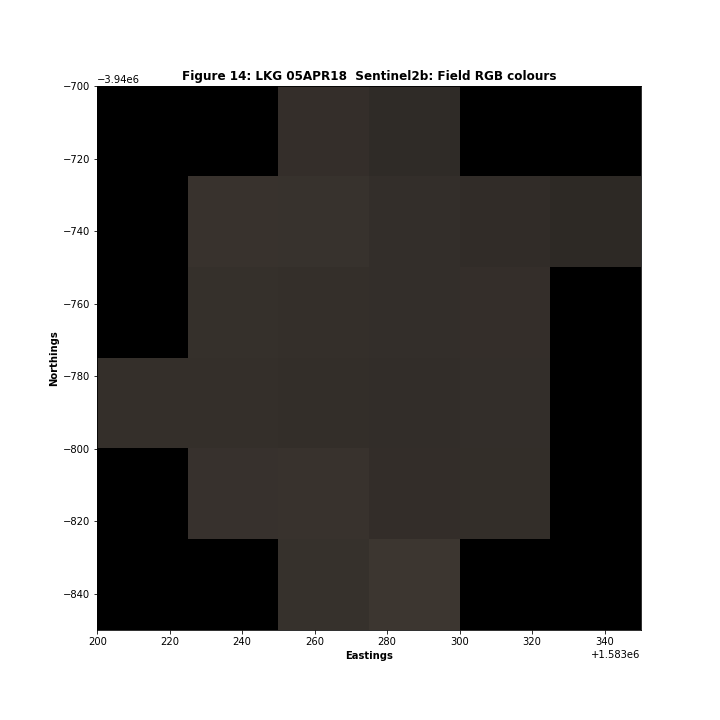 Figure 14: LKG 05APR18  Sentinel2b: Field RGB colours
−3.94e6
−700
−720
−740
−760
−780
−800
−820
−840
Northings
200 220 240 260 280 300 320 340
+1.583e6
Eastings